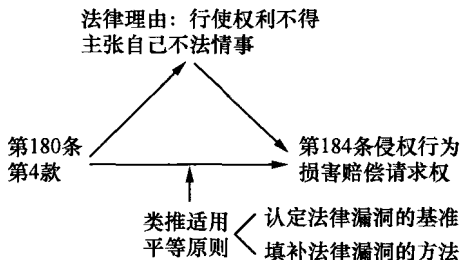 法律理由：行使权利不得
主张自己不法情事
第180条
第4款
第184条侵权行为
损害赔偿请求权
类推适用
平等原则
认定法律漏洞的基准
填补法律漏洞的方法